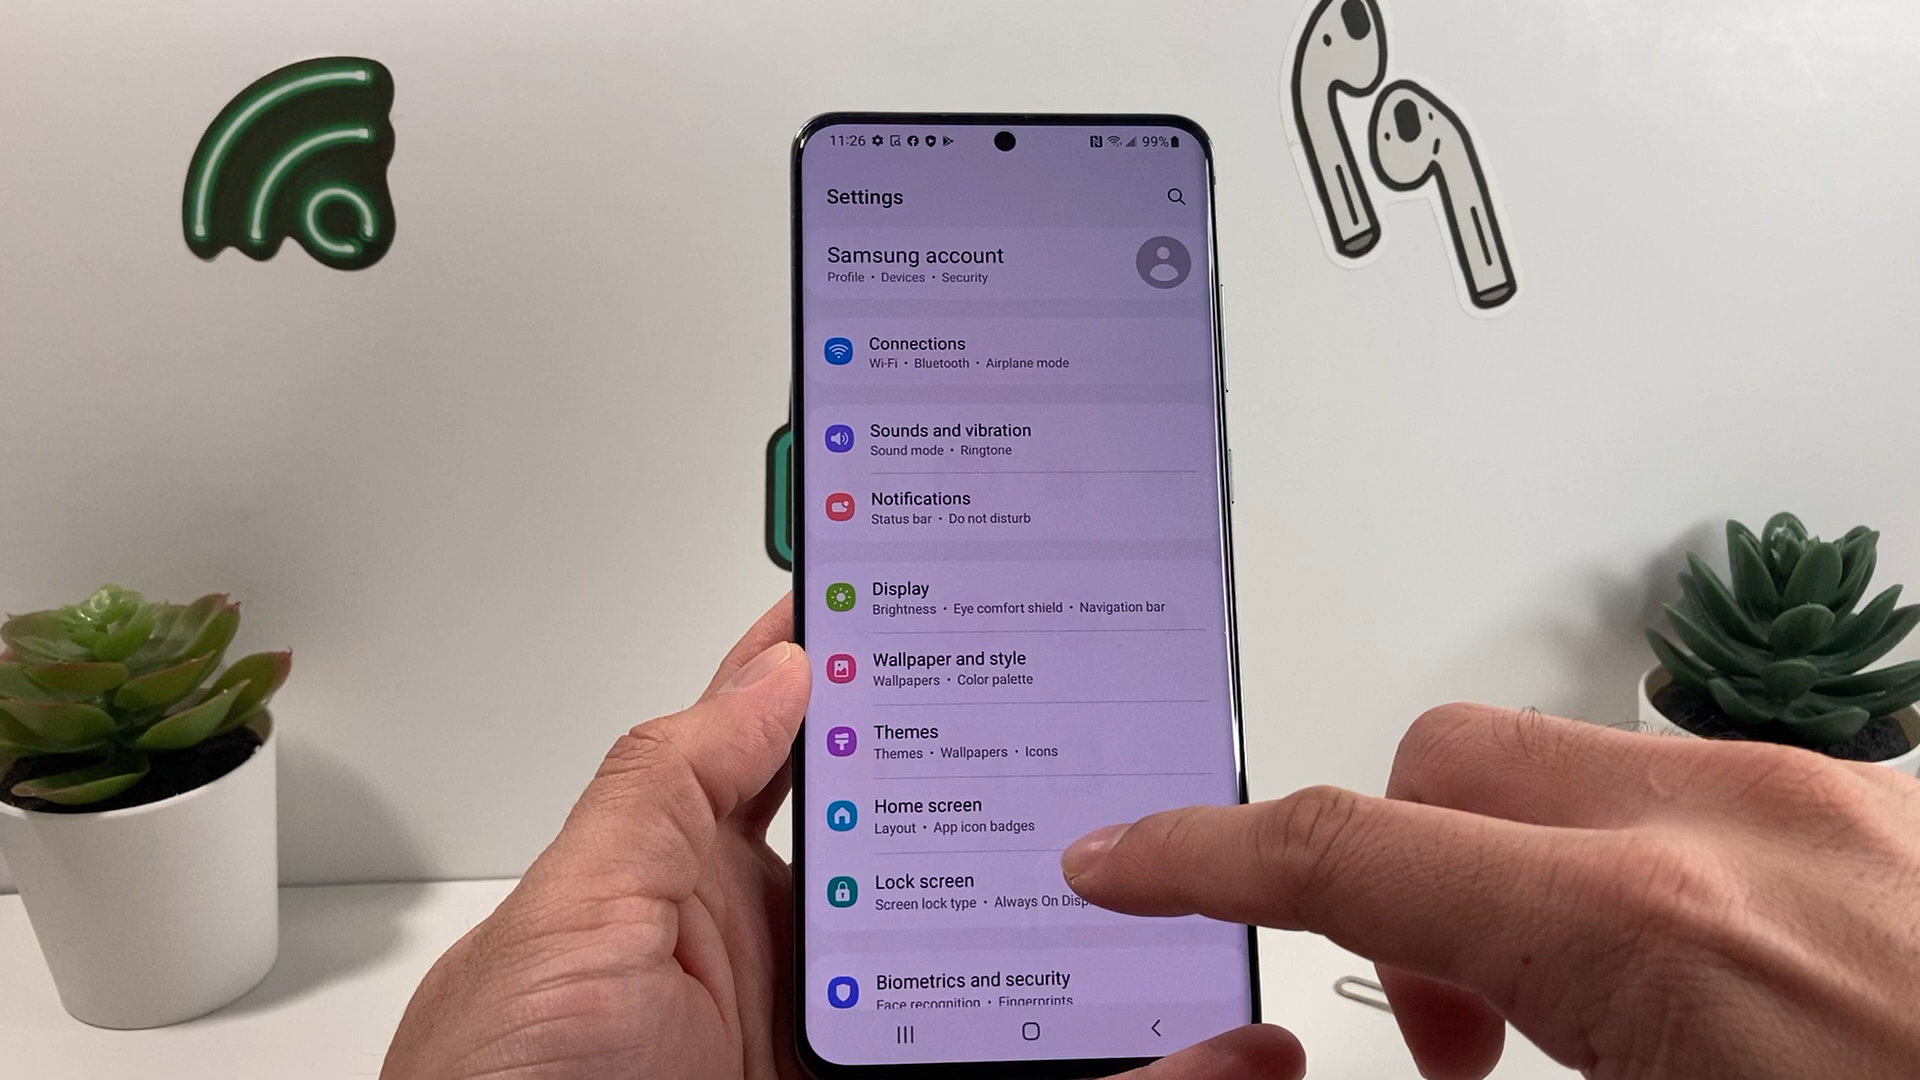 11:26 99%
Settings
Samsung account
Profile • Devices • Security
Connections
Wi-Fi • Bluetooth • Airplane mode
Sounds and vibration
Sound mode • Ringtone
Notifications
Status bar • Do not disturb
Display
Brightness • Eye comfort shield • Navigation bar
Wallpaper and style
Wallpapers • Color palette
Themes
Themes • Wallpapers • Icons
Home screen
Layout • App icon badges
Lock screen
Screen lock type • Always On Disp
Biometrics and security
Face recognition • Fingerprints